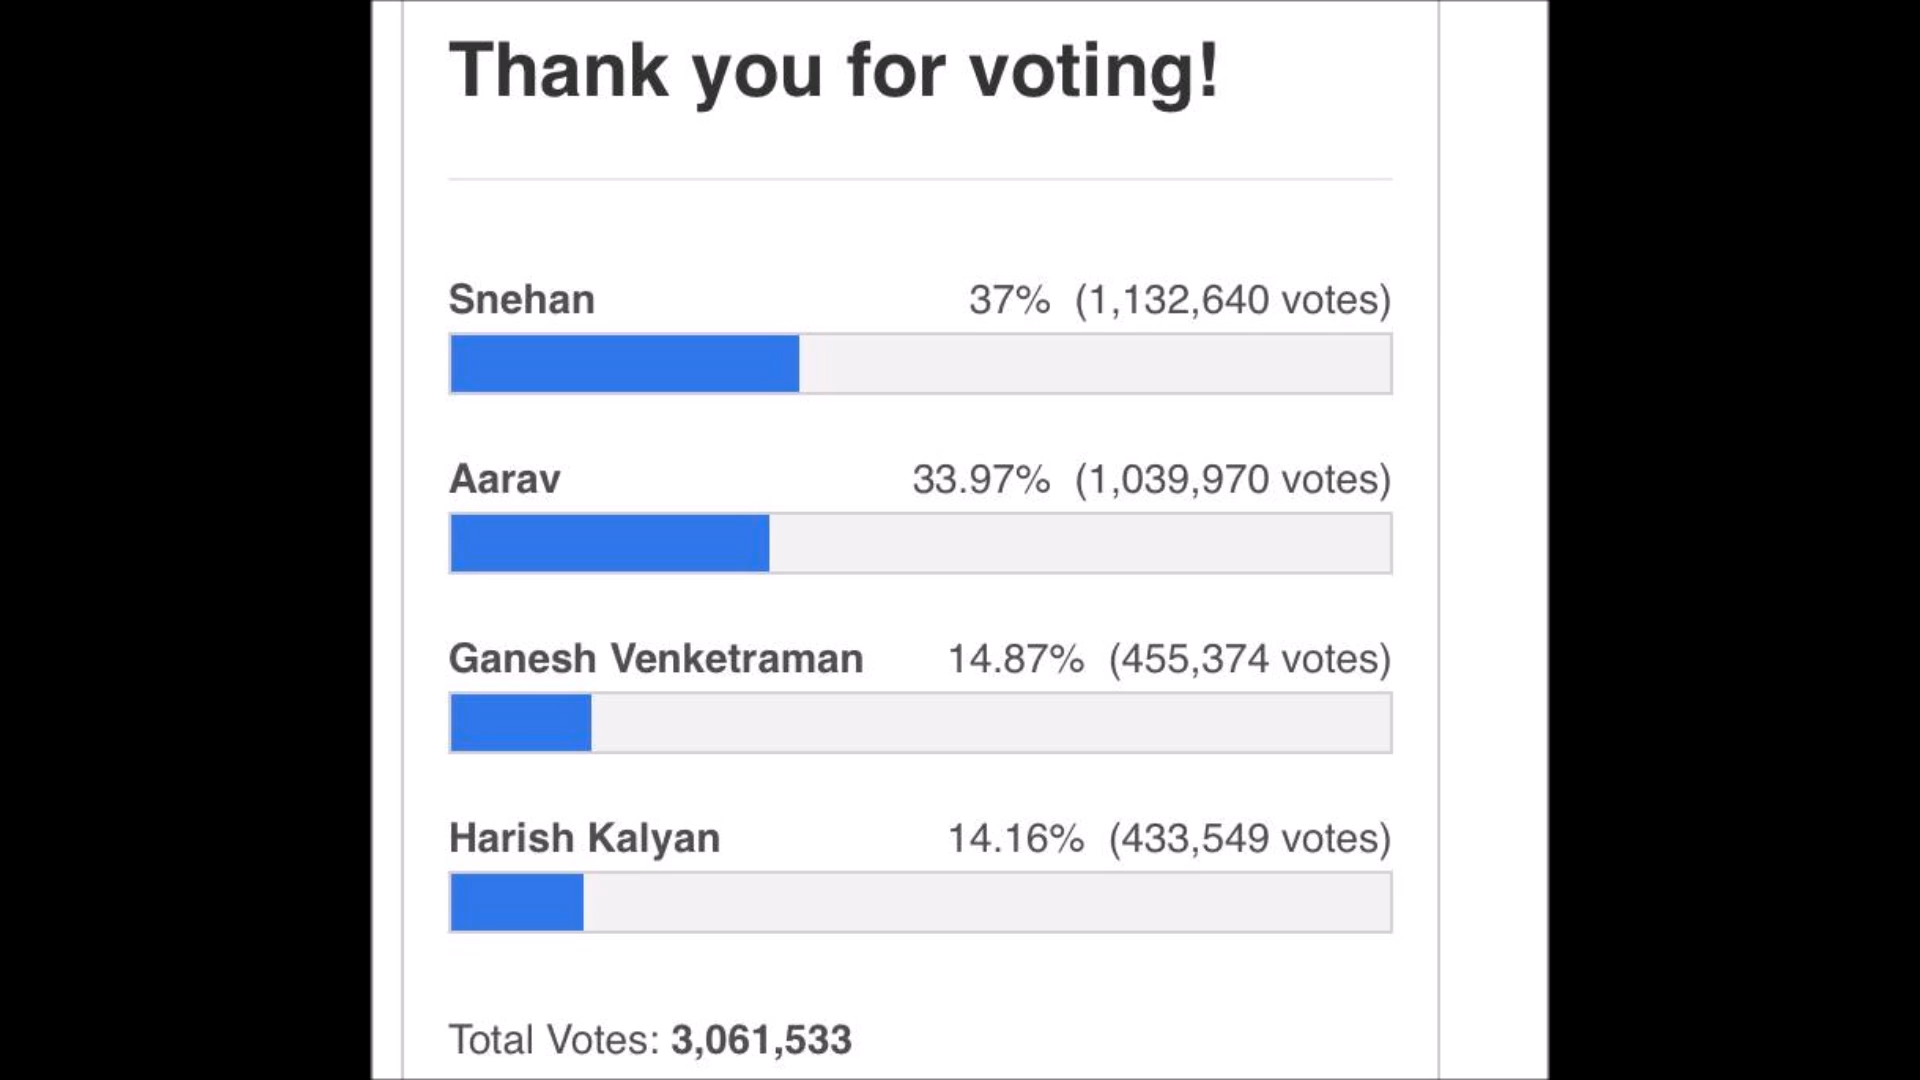 Thank you for voting!
Snehan 37% (1,132,640 votes)
Aarav 33.97% (1,039,970 votes)
Ganesh Venketraman 14.87% (455,374 votes)
Harish Kalyan 14.16% (433,549 votes)
Total Votes: 3,061,533